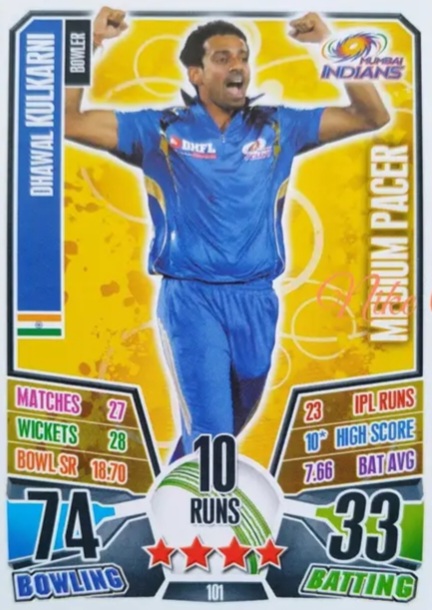 DHAWAL KULKARNI
BOWLER
MUMBAI
INDIANS
DHFL
MEDIUM PACER
MATCHES 27
WICKETS 28
BOWL SR 18.70
23 IPL RUNS
10* HIGH SCORE
7.66 BAT AVG
10
RUNS
74
BOWLING
33
BATTING
101